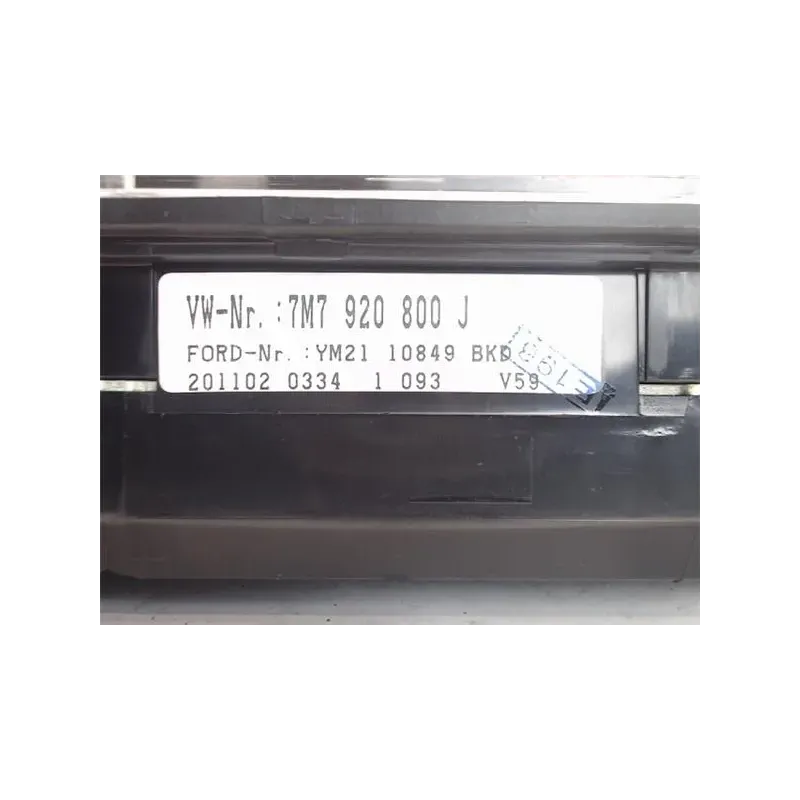 VW-Nr. :7M7 920 800 J
FORD-Nr. :YM21 10849 BKD
201102 0334 1 093 V59